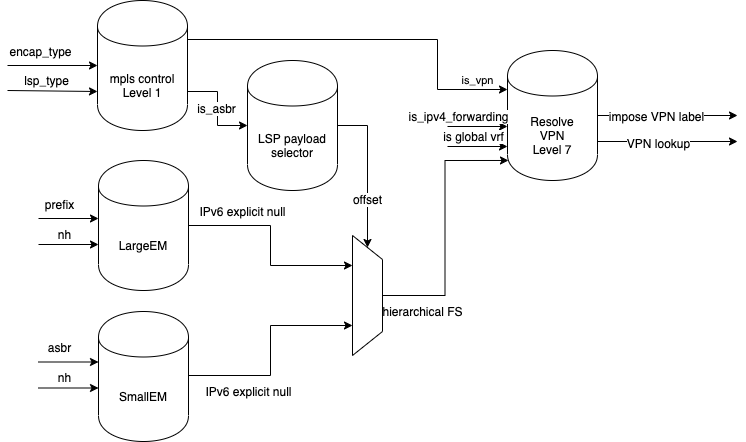 encap_type
lsp_type
mpls control
Level 1
is_asbr
LSP payload
selector
is_vpn
is_ipv4_forwarding
is global vrf
Resolve
VPN
Level 7
impose VPN label
VPN lookup
offset
prefix
nh
LargeEM
IPv6 explicit null
hierarchical FS
asbr
nh
SmallEM
IPv6 explicit null